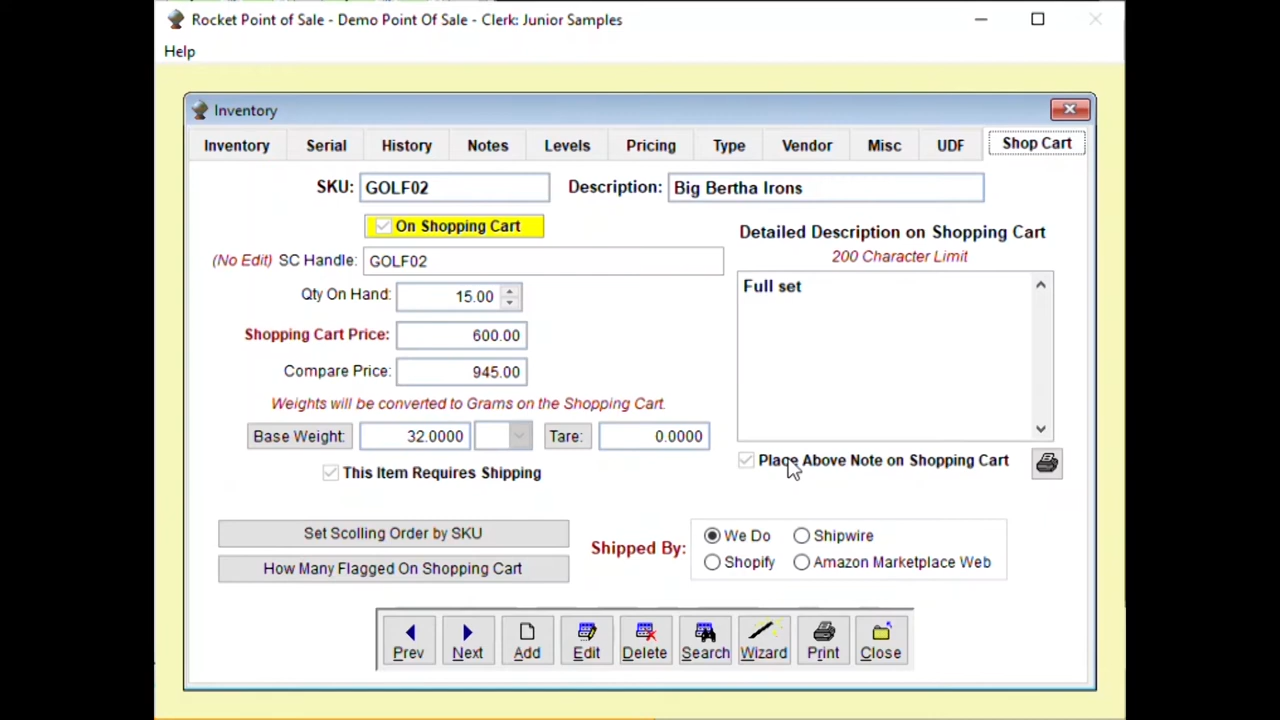 Rocket Point of Sale - Demo Point Of Sale - Clerk: Junior Samples
Help
Inventory
Inventory Serial History Notes Levels Pricing Type Vendor Misc UDF Shop Cart
SKU: GOLF02 Description: Big Bertha Irons
On Shopping Cart
Detailed Description on Shopping Cart
200 Character Limit
(No Edit) SC Handle: GOLF02
Full set
Qty On Hand: 15.00
Shopping Cart Price: 600.00
Compare Price: 945.00
Weights will be converted to Grams on the Shopping Cart.
Base Weight: 32.0000 Tare: 0.0000
Place Above Note on Shopping Cart
This Item Requires Shipping
Set Scolling Order by SKU
How Many Flagged On Shopping Cart
Shipped By: We Do Shipwire
Shopify Amazon Marketplace Web
Prev Next Add Edit Delete Search Wizard Print Close